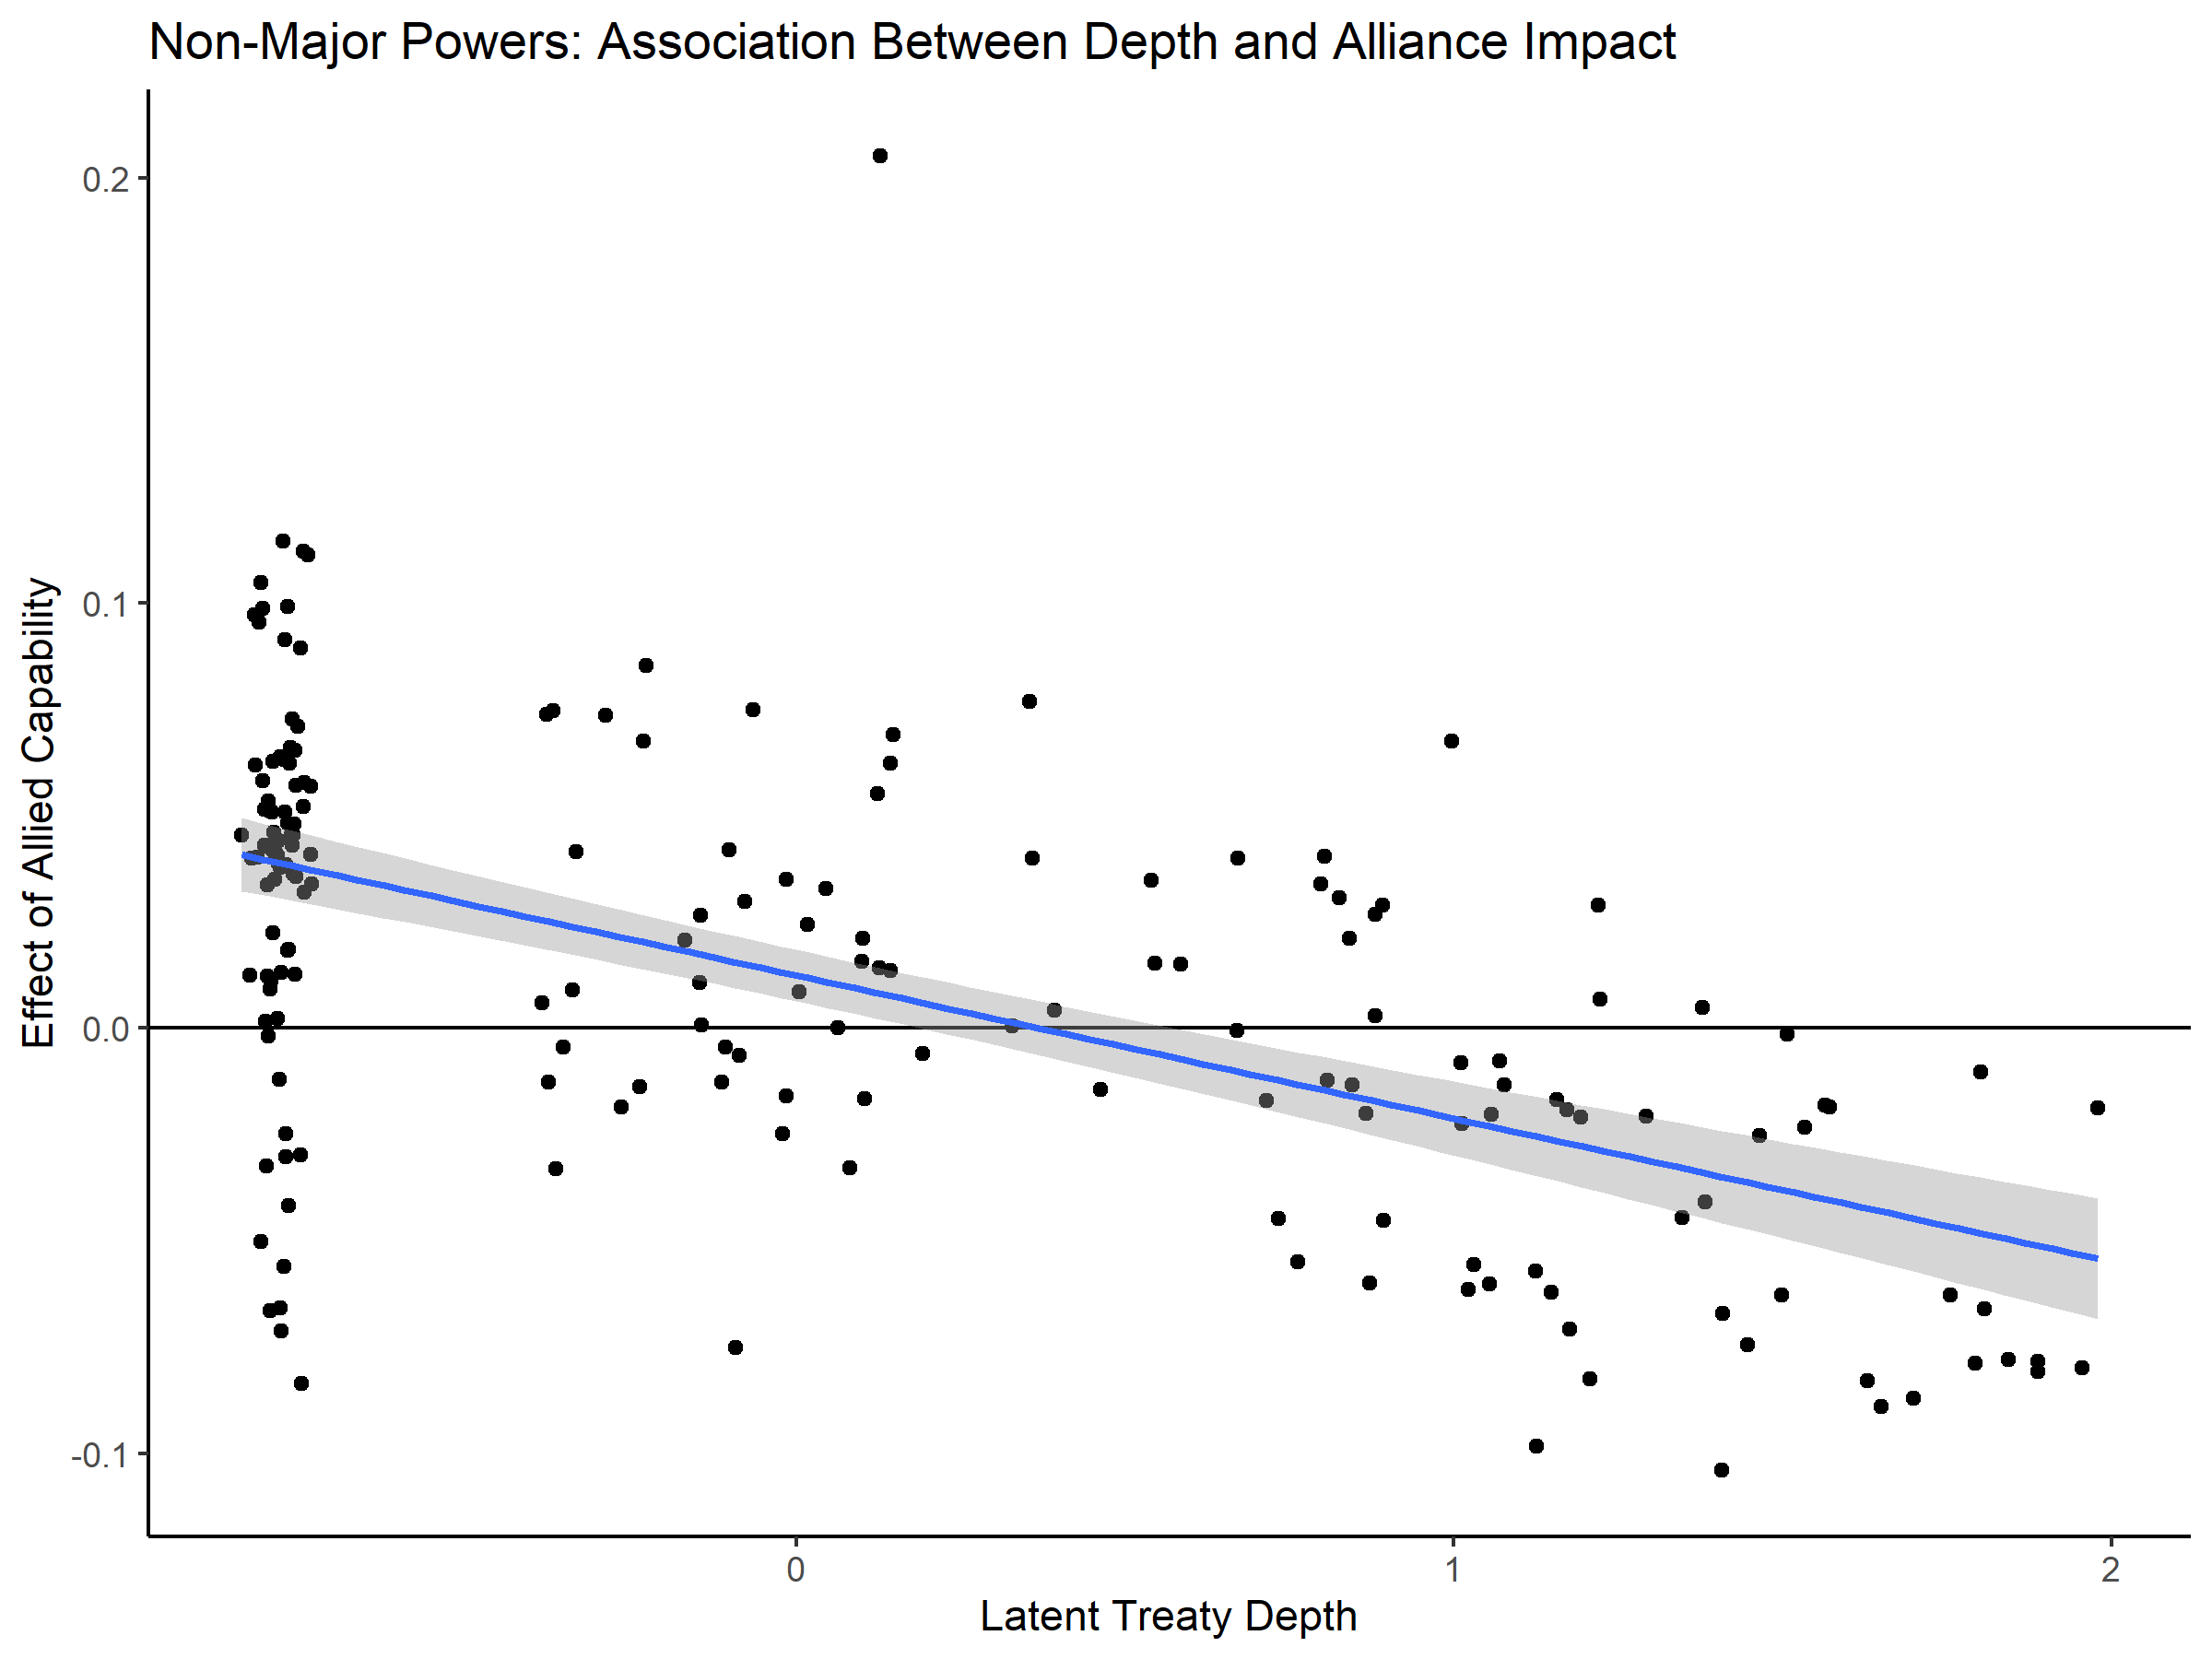 Non-Major Powers: Association Between Depth and Alliance Impact
Effect of Allied Capability
0.2
0.1
0.0
-0.1
0
1
2
Latent Treaty Depth